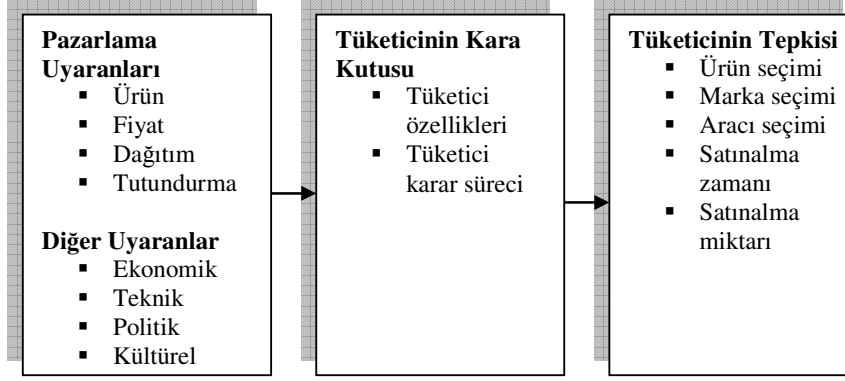 Pazarlama
Uyaranları
▪ Ürün
▪ Fiyat
▪ Dağıtım
▪ Tutundurma
Diğer Uyaranlar
▪ Ekonomik
▪ Teknik
▪ Politik
▪ Kültürel
Tüketicinin Kara
Kutusu
▪ Tüketici
özellikleri
▪ Tüketici
karar süreci
Tüketicinin Tepkisi
▪ Ürün seçimi
▪ Marka seçimi
▪ Aracı seçimi
▪ Satınalma
zamanı
▪ Satınalma
miktarı